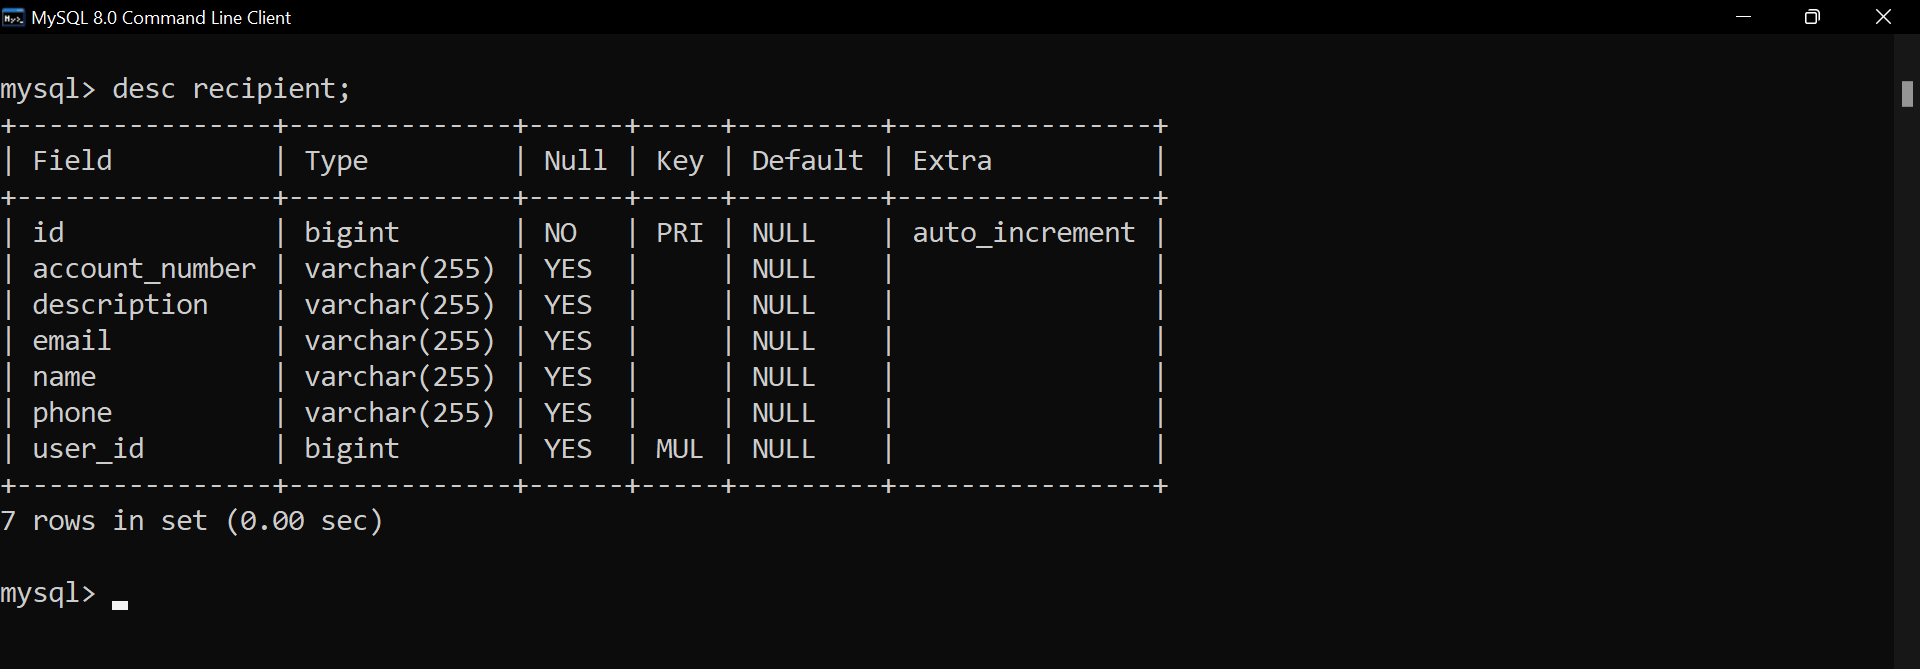 MySQL 8.0 Command Line Client
mysql> desc recipient;
+----------------+--------------+------+-----+---------+----------------+
| Field          | Type         | Null | Key | Default | Extra          |
+----------------+--------------+------+-----+---------+----------------+
| id             | bigint       | NO   | PRI | NULL    | auto_increment |
| account_number | varchar(255) | YES  |     | NULL    |                |
| description    | varchar(255) | YES  |     | NULL    |                |
| email          | varchar(255) | YES  |     | NULL    |                |
| name           | varchar(255) | YES  |     | NULL    |                |
| phone          | varchar(255) | YES  |     | NULL    |                |
| user_id        | bigint       | YES  | MUL | NULL    |                |
+----------------+--------------+------+-----+---------+----------------+
7 rows in set (0.00 sec)
mysql>